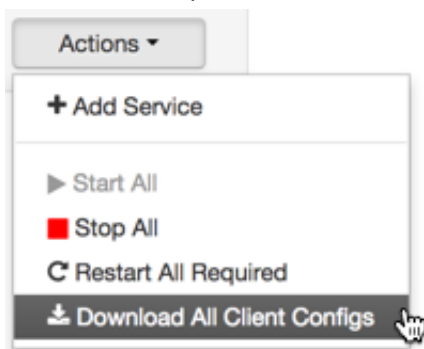 Actions
Add Service
Start All
Stop All
Restart All Required
Download All Client Configs